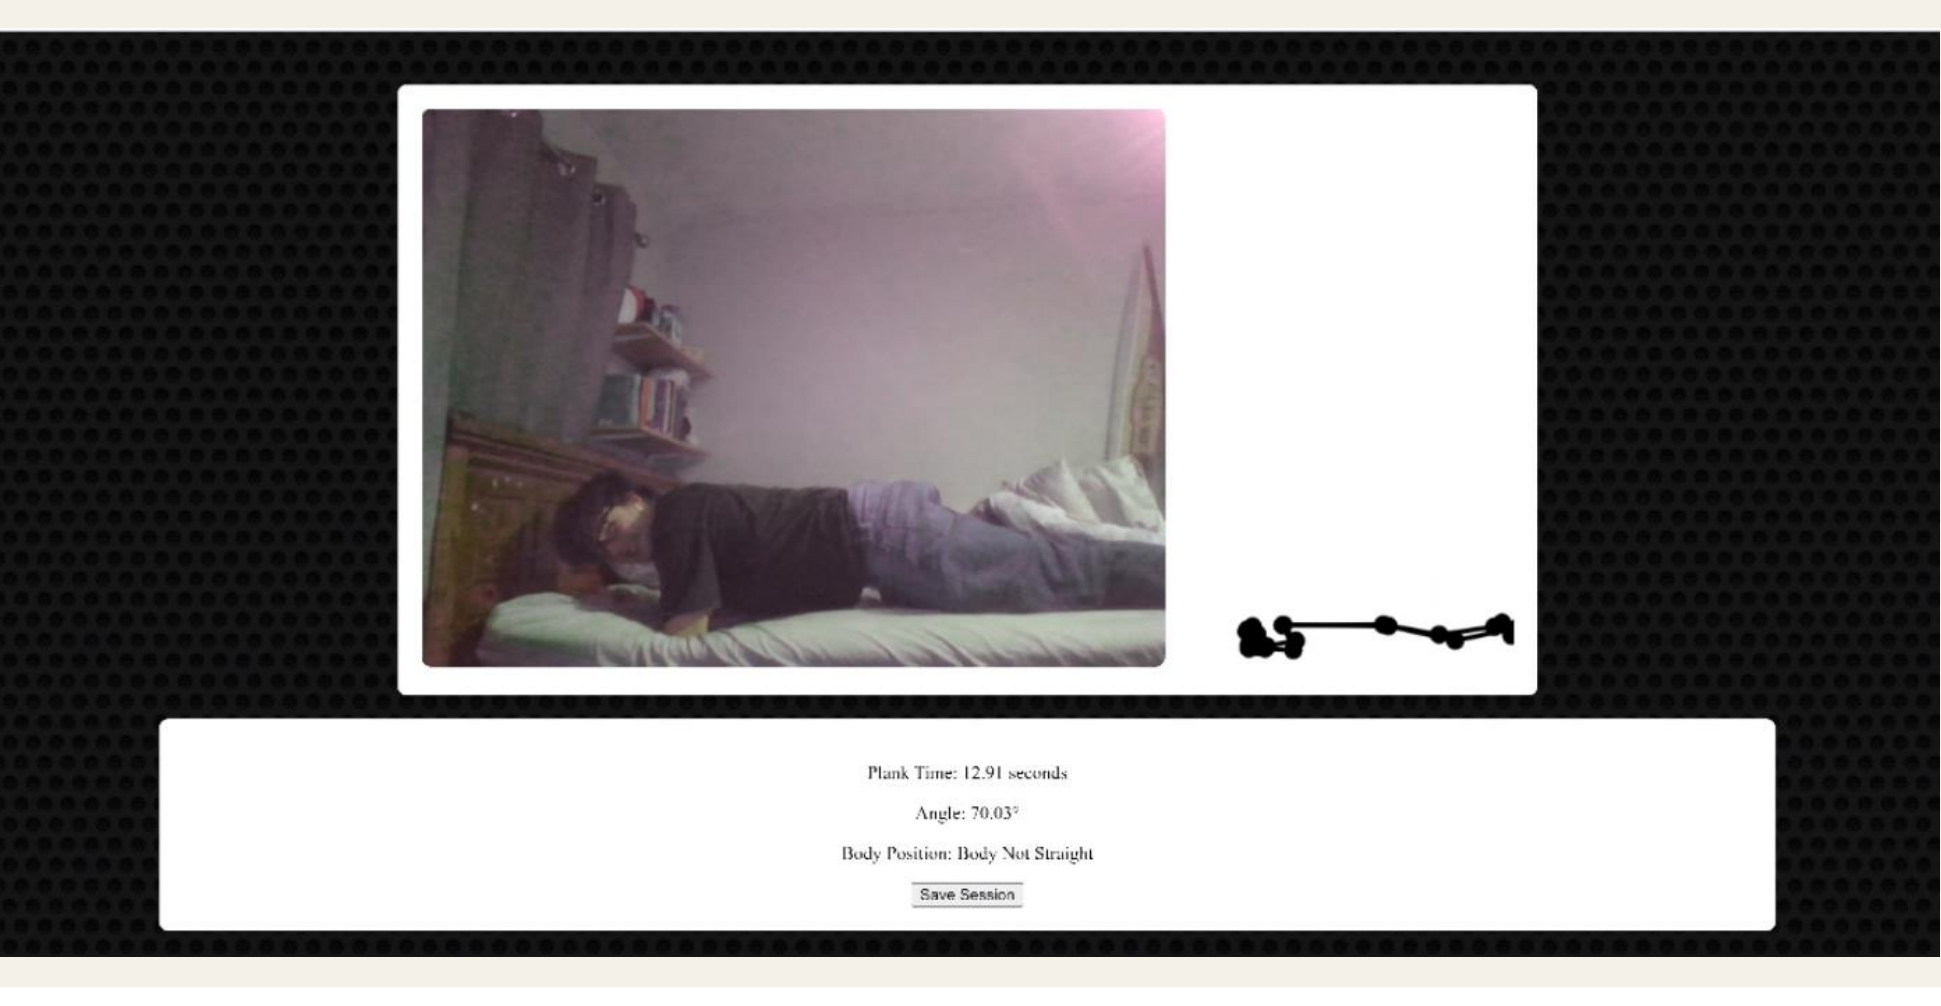 Plank Time: 12.91 seconds
Angle: 70.03°
Body Position: Body Not Straight
Save Session